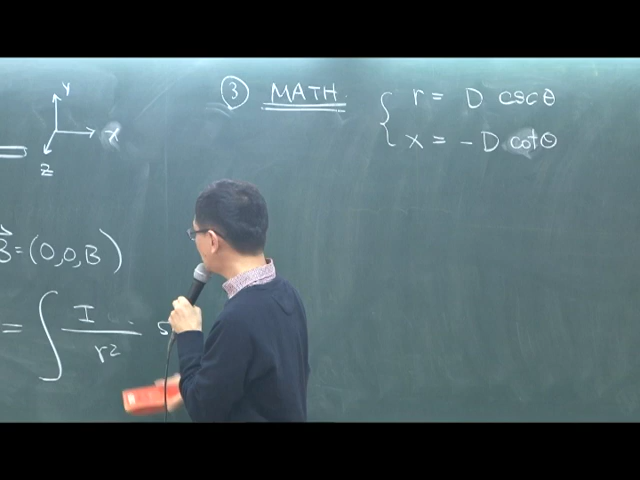 Y
X
Z
③ MATH
r = D cscθ
x = - D cotθ
B⃗ = (0,0,B)
= ∫ I / r²